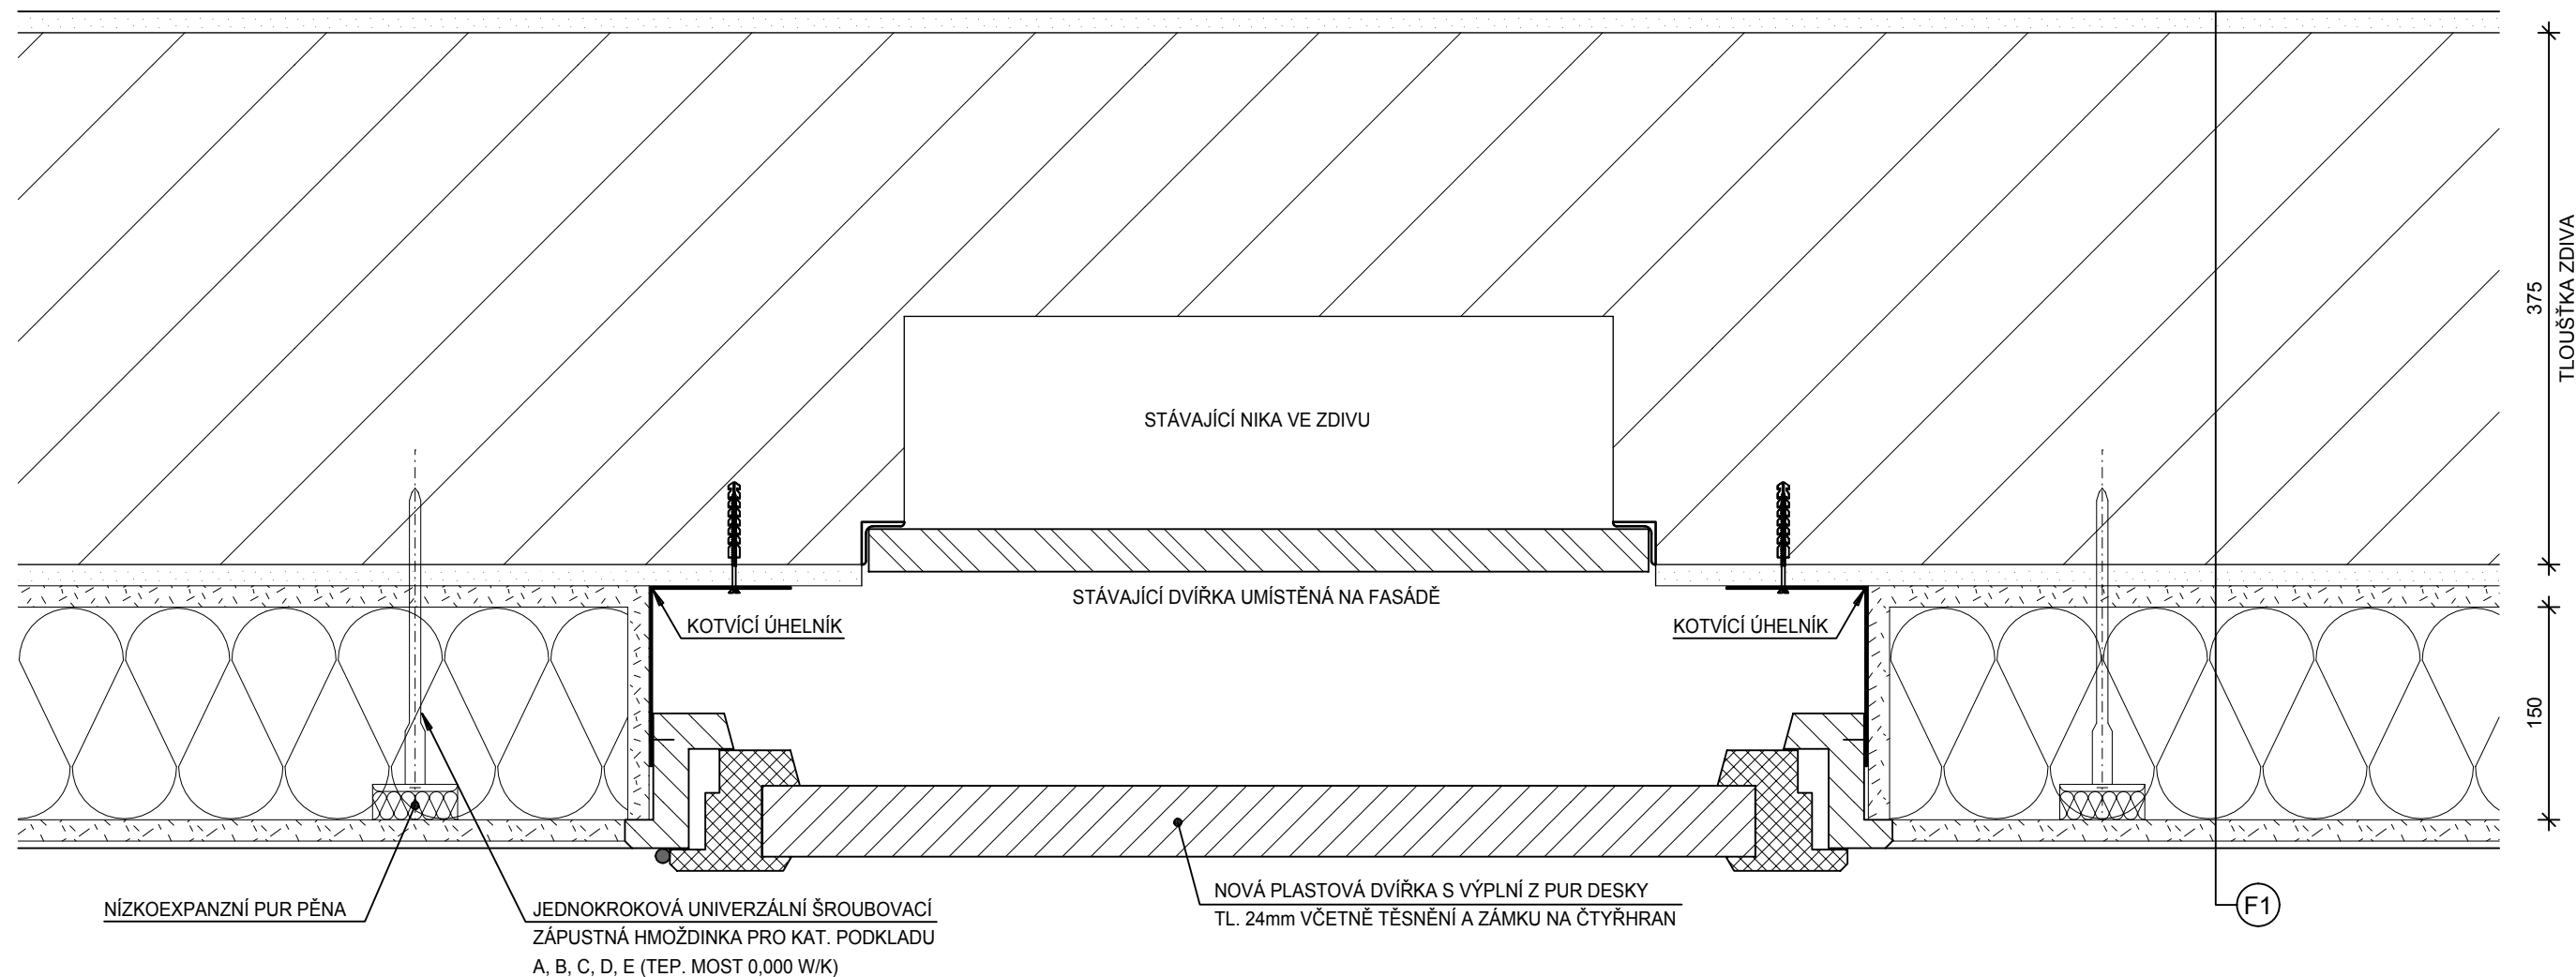 375
TLOUŠŤKA ZDIVA
STÁVAJÍCÍ NIKA VE ZDIVU
STÁVAJÍCÍ DVÍŘKA UMÍSTĚNÁ NA FASÁDĚ
KOTVÍCÍ ÚHELNÍK
KOTVÍCÍ ÚHELNÍK
150
NÍZKOEXPANZNÍ PUR PĚNA
JEDNOKROKOVÁ UNIVERZÁLNÍ ŠROUBOVACÍ
ZÁPUSTNÁ HMOŽDINKA PRO KAT. PODKLADU
A, B, C, D, E (TEP. MOST 0,000 W/K)
NOVÁ PLASTOVÁ DVÍŘKA S VÝPLNÍ Z PUR DESKY
TL. 24mm VČETNĚ TĚSNĚNÍ A ZÁMKU NA ČTYŘHRAN
F1